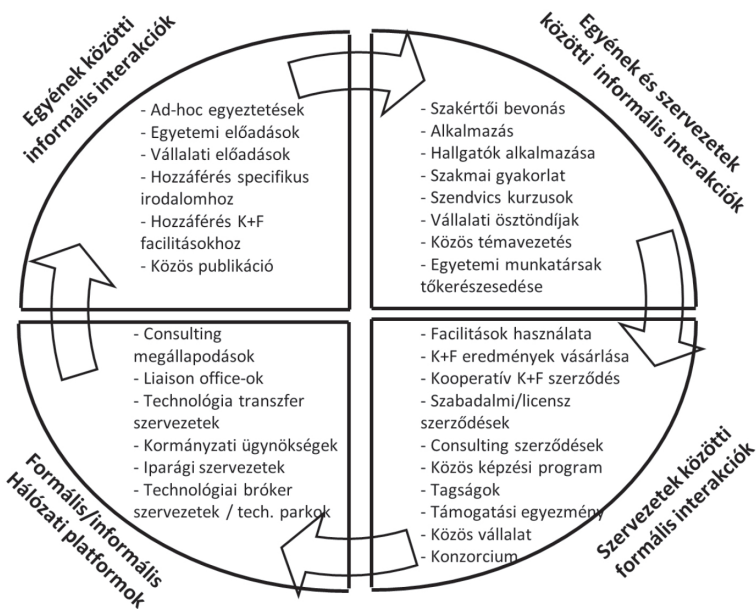 Egyének közötti
informális interakciók
- Ad-hoc egyeztetések
- Egyetemi előadások
- Vállalati előadások
- Hozzáférés specifikus
irodalomhoz
- Hozzáférés K+F
facilitásokhoz
- Közös publikáció
Egyének és szervezetek
közötti informális interakciók
- Szakértői bevonás
- Alkalmazás
- Hallgatók alkalmazása
- Szakmai gyakorlat
- Szendvics kurzusok
- Vállalati ösztöndíjak
- Közös témavezetés
- Egyetemi munkatársak
tőkerészesedése
Formális/informális
Hálózati platformok
- Consulting
megállapodások
- Liaison office-ok
- Technológia transzfer
szervezetek
- Kormányzati ügynökségek
- Iparági szervezetek
- Technológiai bróker
szervezetek / tech. parkok
- Facilitások használata
- K+F eredmények vásárlása
- Kooperatív K+F szerződés
- Szabadalmi/licensz
szerződések
- Consulting szerződések
- Közös képzési program
- Tagságok
- Támogatási egyezmény
- Közös vállalat
- Konzorcium
Szervezetek közötti
formális interakciók